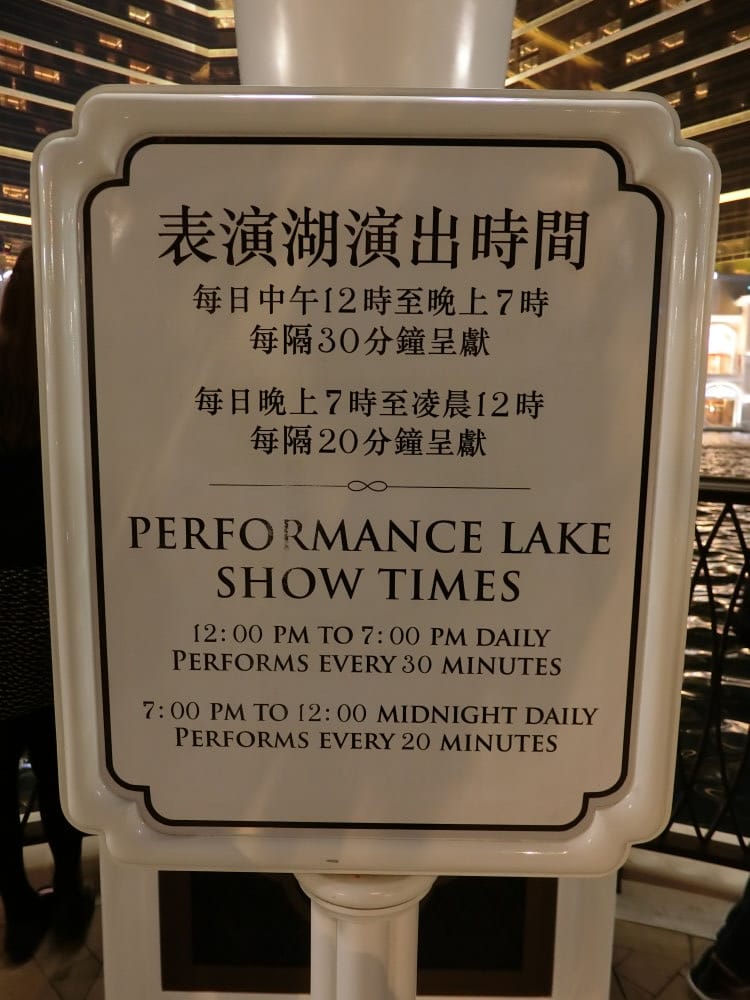 表演湖演出時間
每日中午12時至晚上7時
每隔30分鐘呈獻
每日晚上7時至凌晨12時
每隔20分鐘呈獻
PERFORMANCE LAKE
SHOW TIMES
12:00 PM TO 7:00 PM DAILY
PERFORMS EVERY 30 MINUTES
7:00 PM TO 12:00 MIDNIGHT DAILY
PERFORMS EVERY 20 MINUTES